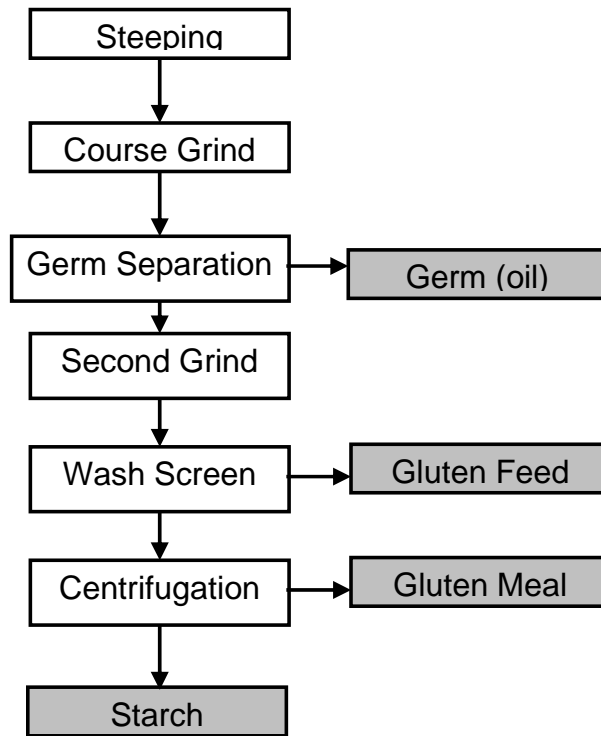 Steeping
Course Grind
Germ Separation
Germ (oil)
Second Grind
Wash Screen
Gluten Feed
Centrifugation
Gluten Meal
Starch